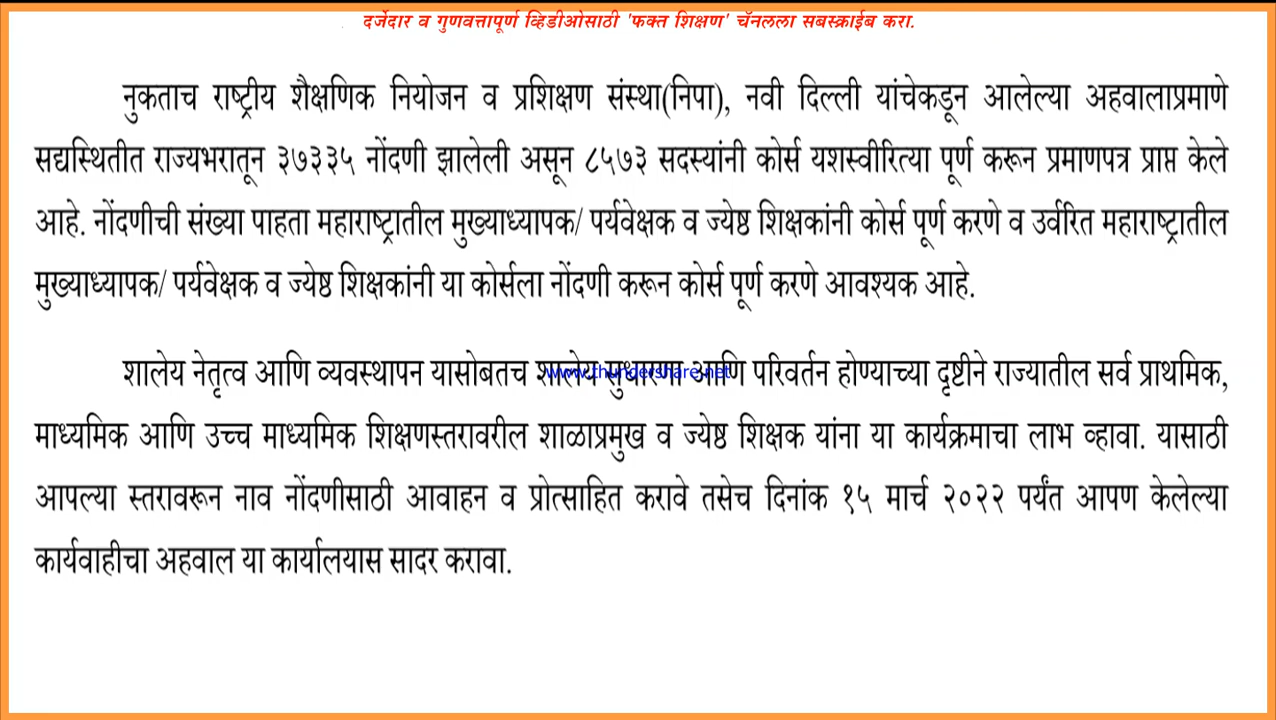 दर्जेदार व गुणवत्तापूर्ण व्हिडीओसाठी 'फक्त शिक्षण' चॅनलला सबस्क्राईब करा.
नुकताच राष्ट्रीय शैक्षणिक नियोजन व प्रशिक्षण संस्था(निपा), नवी दिल्ली यांचेकडून आलेल्या अहवालाप्रमाणे
सद्यस्थितीत राज्यभरातून ३७३३५ नोंदणी झालेली असून ८५७३ सदस्यांनी कोर्स यशस्वीरित्या पूर्ण करून प्रमाणपत्र प्राप्त केले
आहे. नोंदणीची संख्या पाहता महाराष्ट्रातील मुख्याध्यापक/ पर्यवेक्षक व ज्येष्ठ शिक्षकांनी कोर्स पूर्ण करणे व उर्वरित महाराष्ट्रातील
मुख्याध्यापक/ पर्यवेक्षक व ज्येष्ठ शिक्षकांनी या कोर्सला नोंदणी करून कोर्स पूर्ण करणे आवश्यक आहे.
शालेय नेतृत्व आणि व्यवस्थापन यासोबतच शालेय सुधारणा आणि परिवर्तन होण्याच्या दृष्टीने राज्यातील सर्व प्राथमिक,
www.thundershare.net
माध्यमिक आणि उच्च माध्यमिक शिक्षणस्तरावरील शाळाप्रमुख व ज्येष्ठ शिक्षक यांना या कार्यक्रमाचा लाभ व्हावा. यासाठी
आपल्या स्तरावरून नाव नोंदणीसाठी आवाहन व प्रोत्साहित करावे तसेच दिनांक १५ मार्च २०२२ पर्यंत आपण केलेल्या
कार्यवाहीचा अहवाल या कार्यालयास सादर करावा.